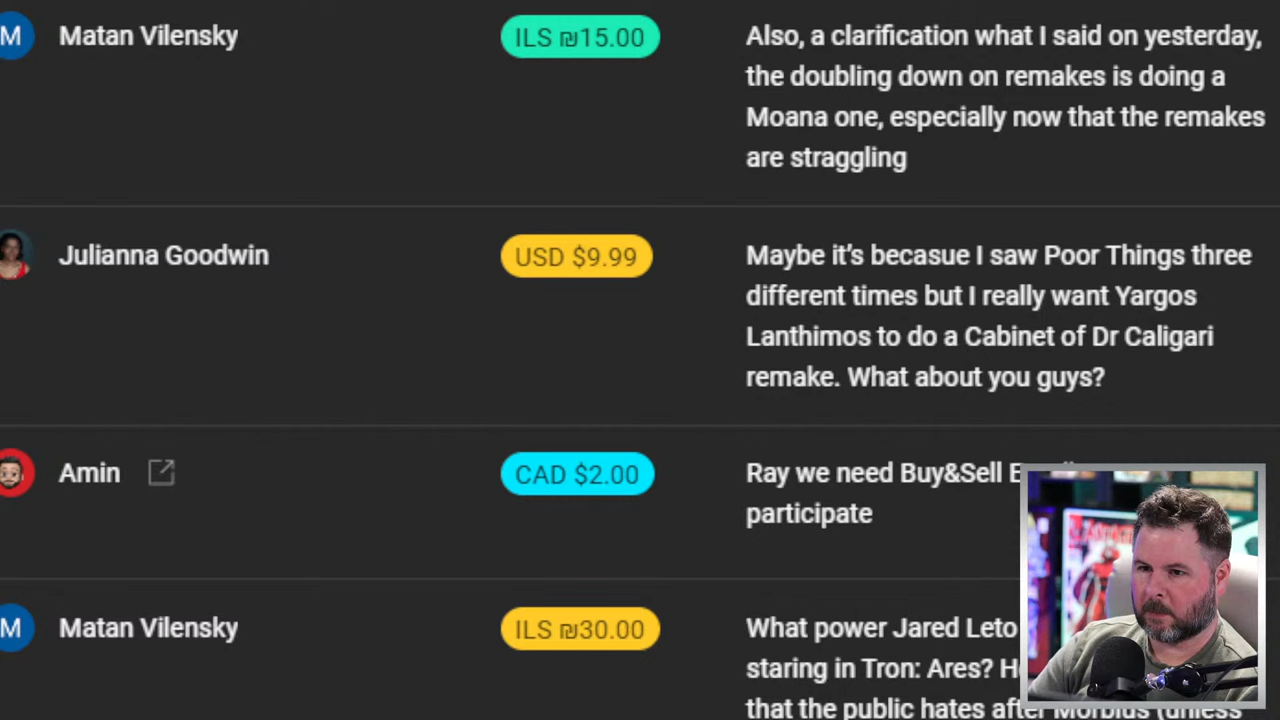 M
Matan Vilensky
ILS ₪15.00
Also, a clarification what I said on yesterday,
the doubling down on remakes is doing a
Moana one, especially now that the remakes
are straggling
Julianna Goodwin
USD $9.99
Maybe it's becasue I saw Poor Things three
different times but I really want Yargos
Lanthimos to do a Cabinet of Dr Caligari
remake. What about you guys?
Amin
CAD $2.00
Ray we need Buy&Sell
participate
M
Matan Vilensky
ILS ₪30.00
What power Jared Leto
staring in Tron: Ares?
that the public hates after Morbius (unless